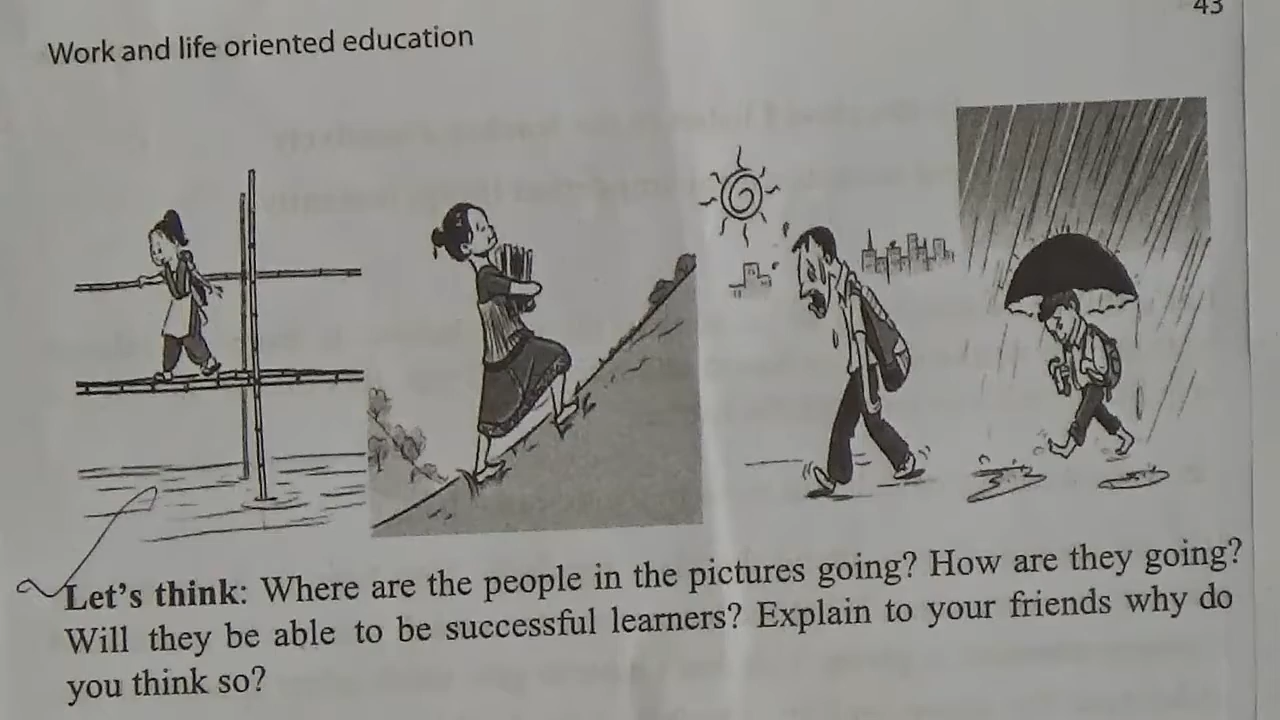 43
Work and life oriented education
Let's think: Where are the people in the pictures going? How are they going?
Will they be able to be successful learners? Explain to your friends why do
you think so?